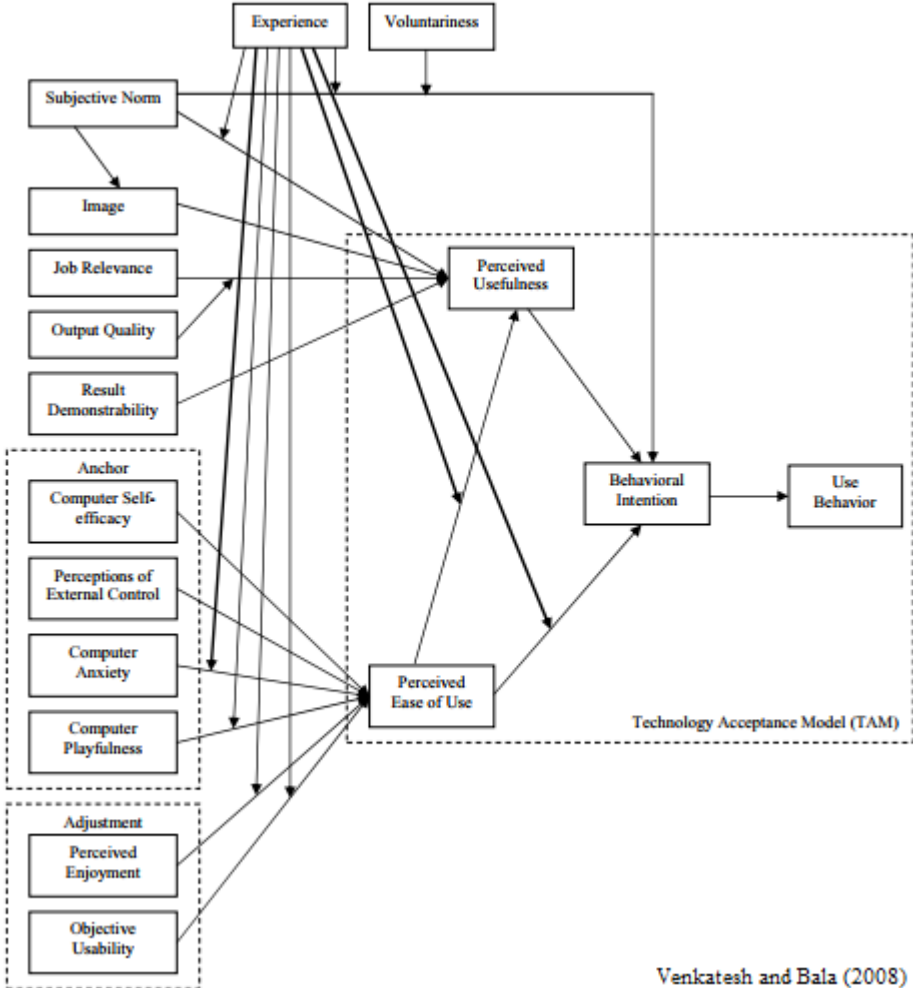 Experience
Voluntariness
Subjective Norm
Image
Job Relevance
Output Quality
Result
Demonstrability
Perceived
Usefulness
Anchor
Computer Self-
efficacy
Perceptions of
External Control
Computer
Anxiety
Computer
Playfulness
Behavioral
Intention
Use
Behavior
Perceived
Ease of Use
Technology Acceptance Model (TAM)
Adjustment
Perceived
Enjoyment
Objective
Usability
Venkatesh and Bala (2008)